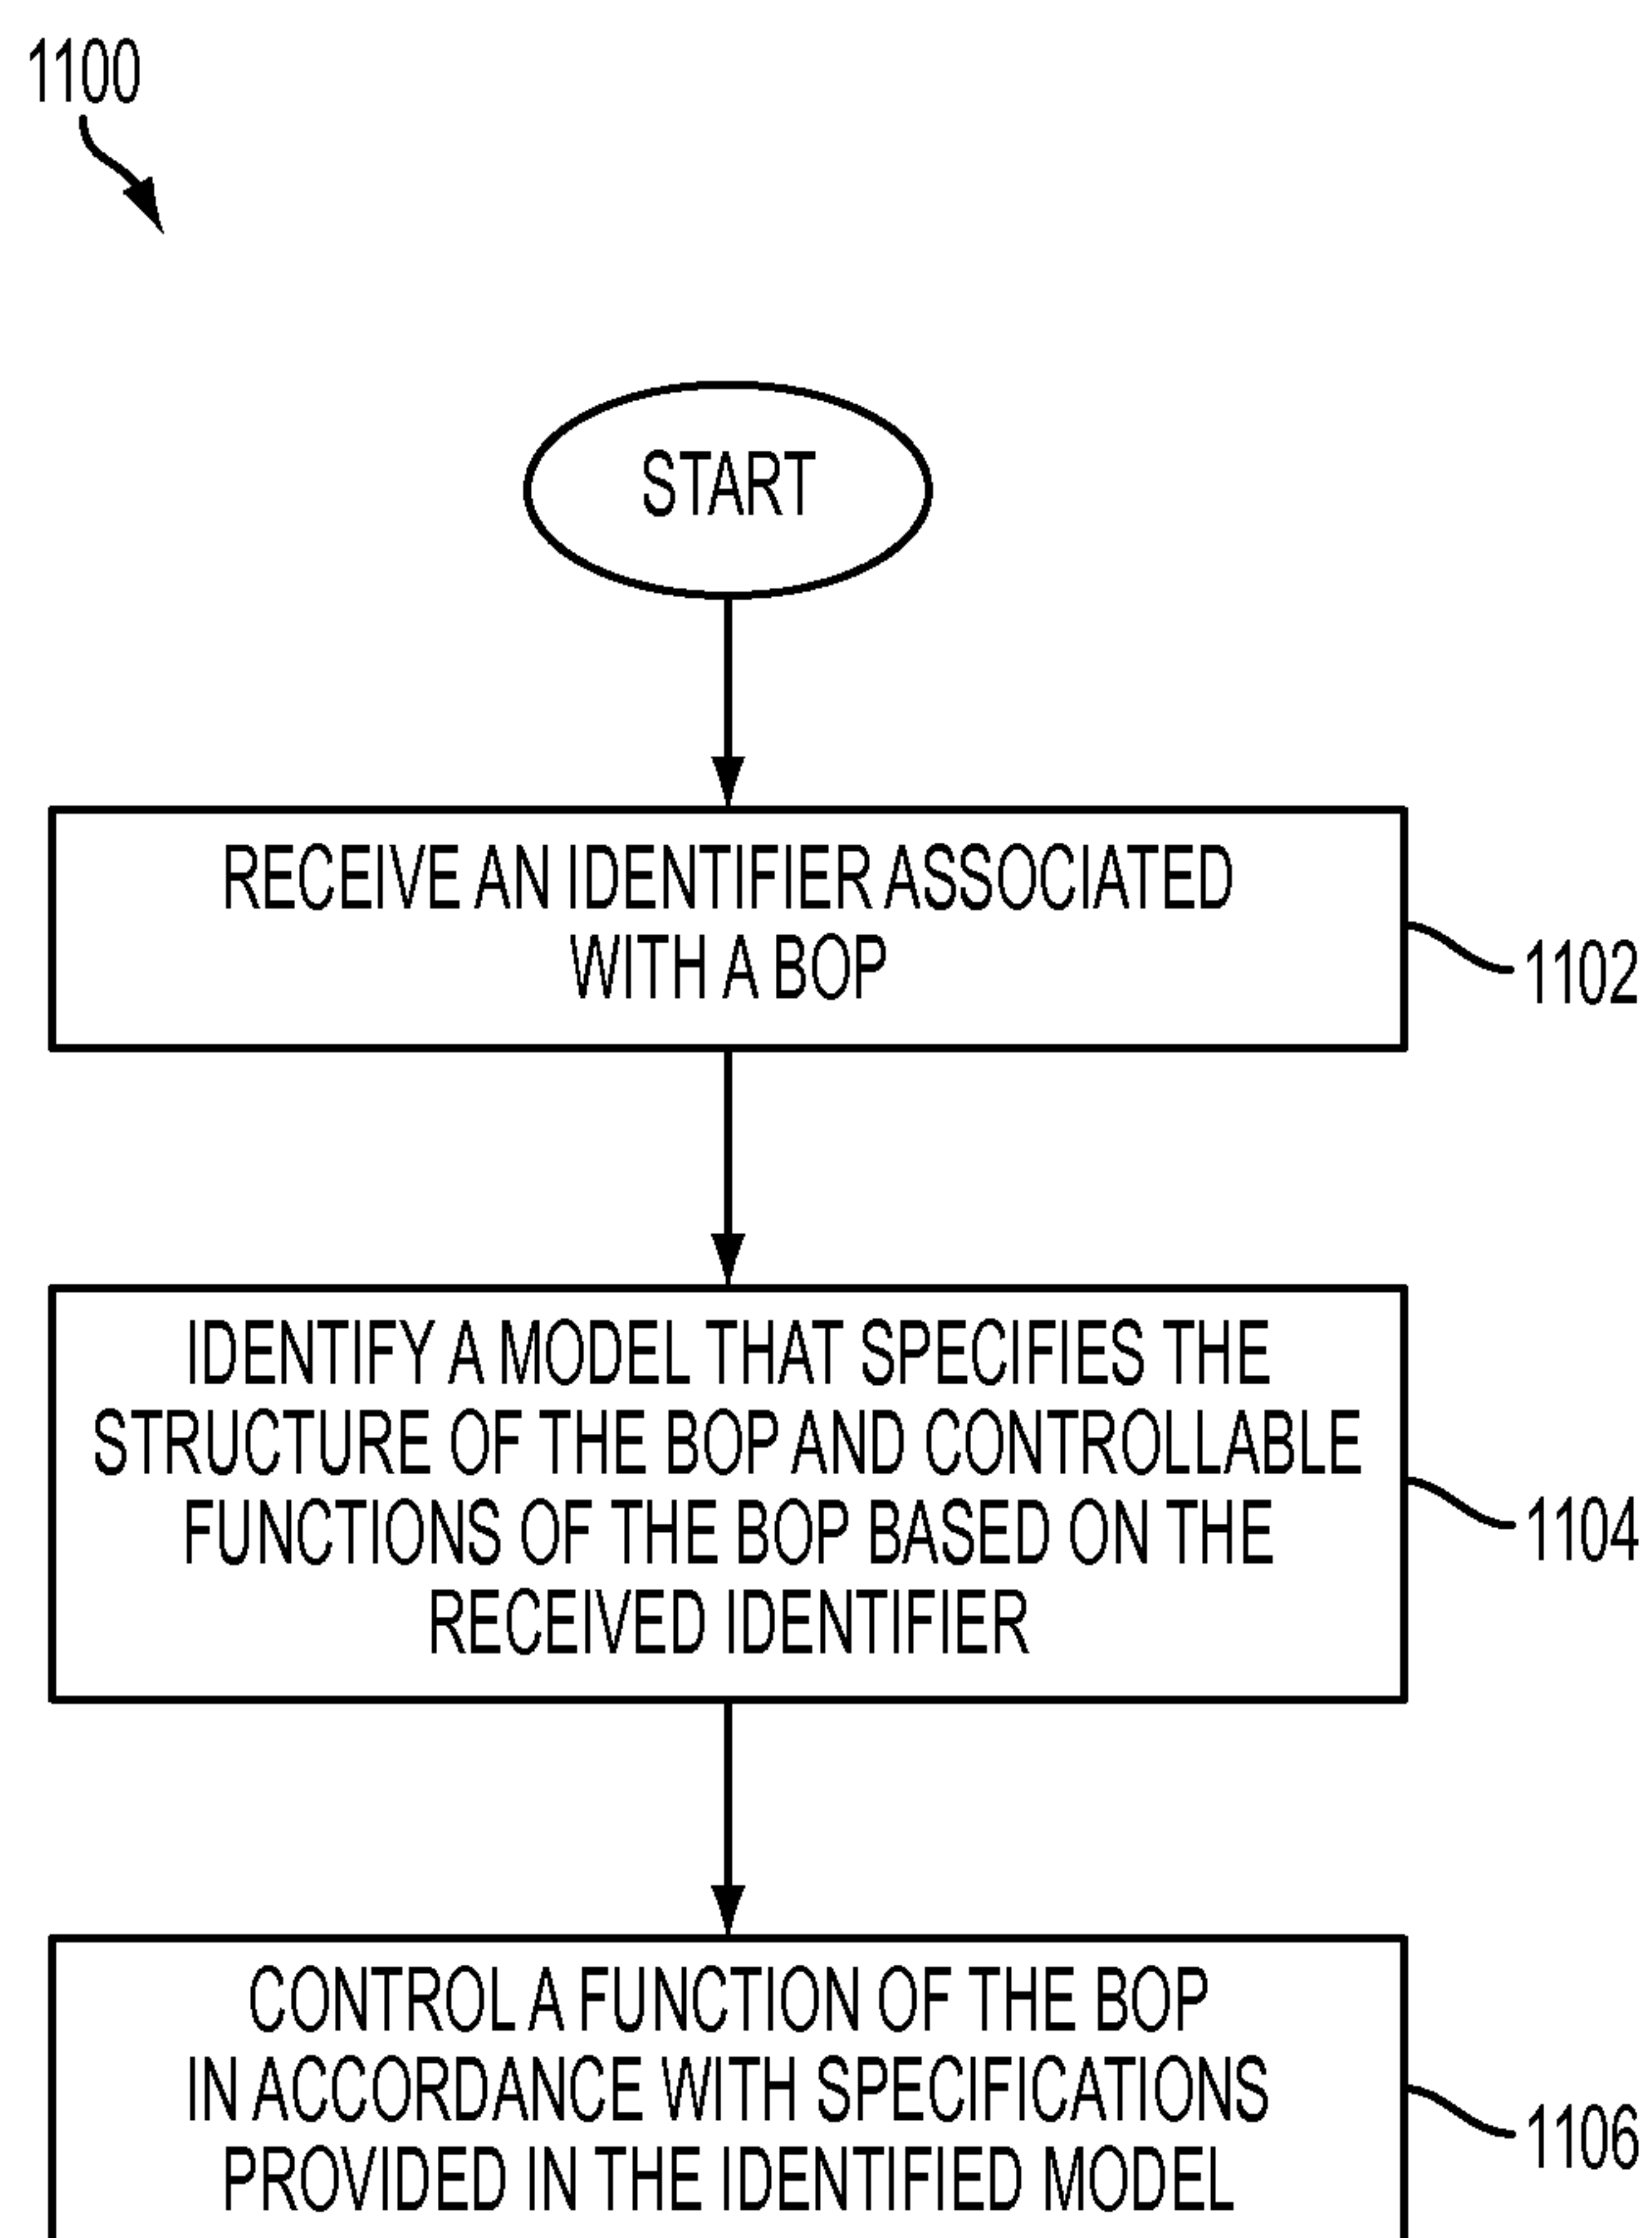 1100
START
RECEIVE AN IDENTIFIER ASSOCIATED
WITH A BOP
1102
IDENTIFY A MODEL THAT SPECIFIES THE
STRUCTURE OF THE BOP AND CONTROLLABLE
FUNCTIONS OF THE BOP BASED ON THE
RECEIVED IDENTIFIER
1104
CONTROL A FUNCTION OF THE BOP
IN ACCORDANCE WITH SPECIFICATIONS
PROVIDED IN THE IDENTIFIED MODEL
1106